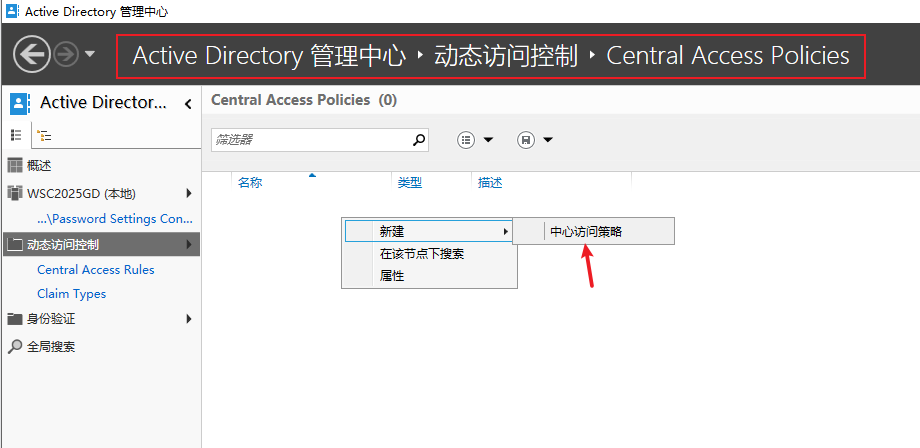 Active Directory 管理中心
Active Directory 管理中心 ‣ 动态访问控制 ‣ Central Access Policies
Active Director...
Central Access Policies (0)
筛选器
概述
WSC2025GD (本地)
...\Password Settings Con...
动态访问控制
Central Access Rules
Claim Types
身份验证
全局搜索
名称 类型 描述
新建
中心访问策略
在该节点下搜索
属性